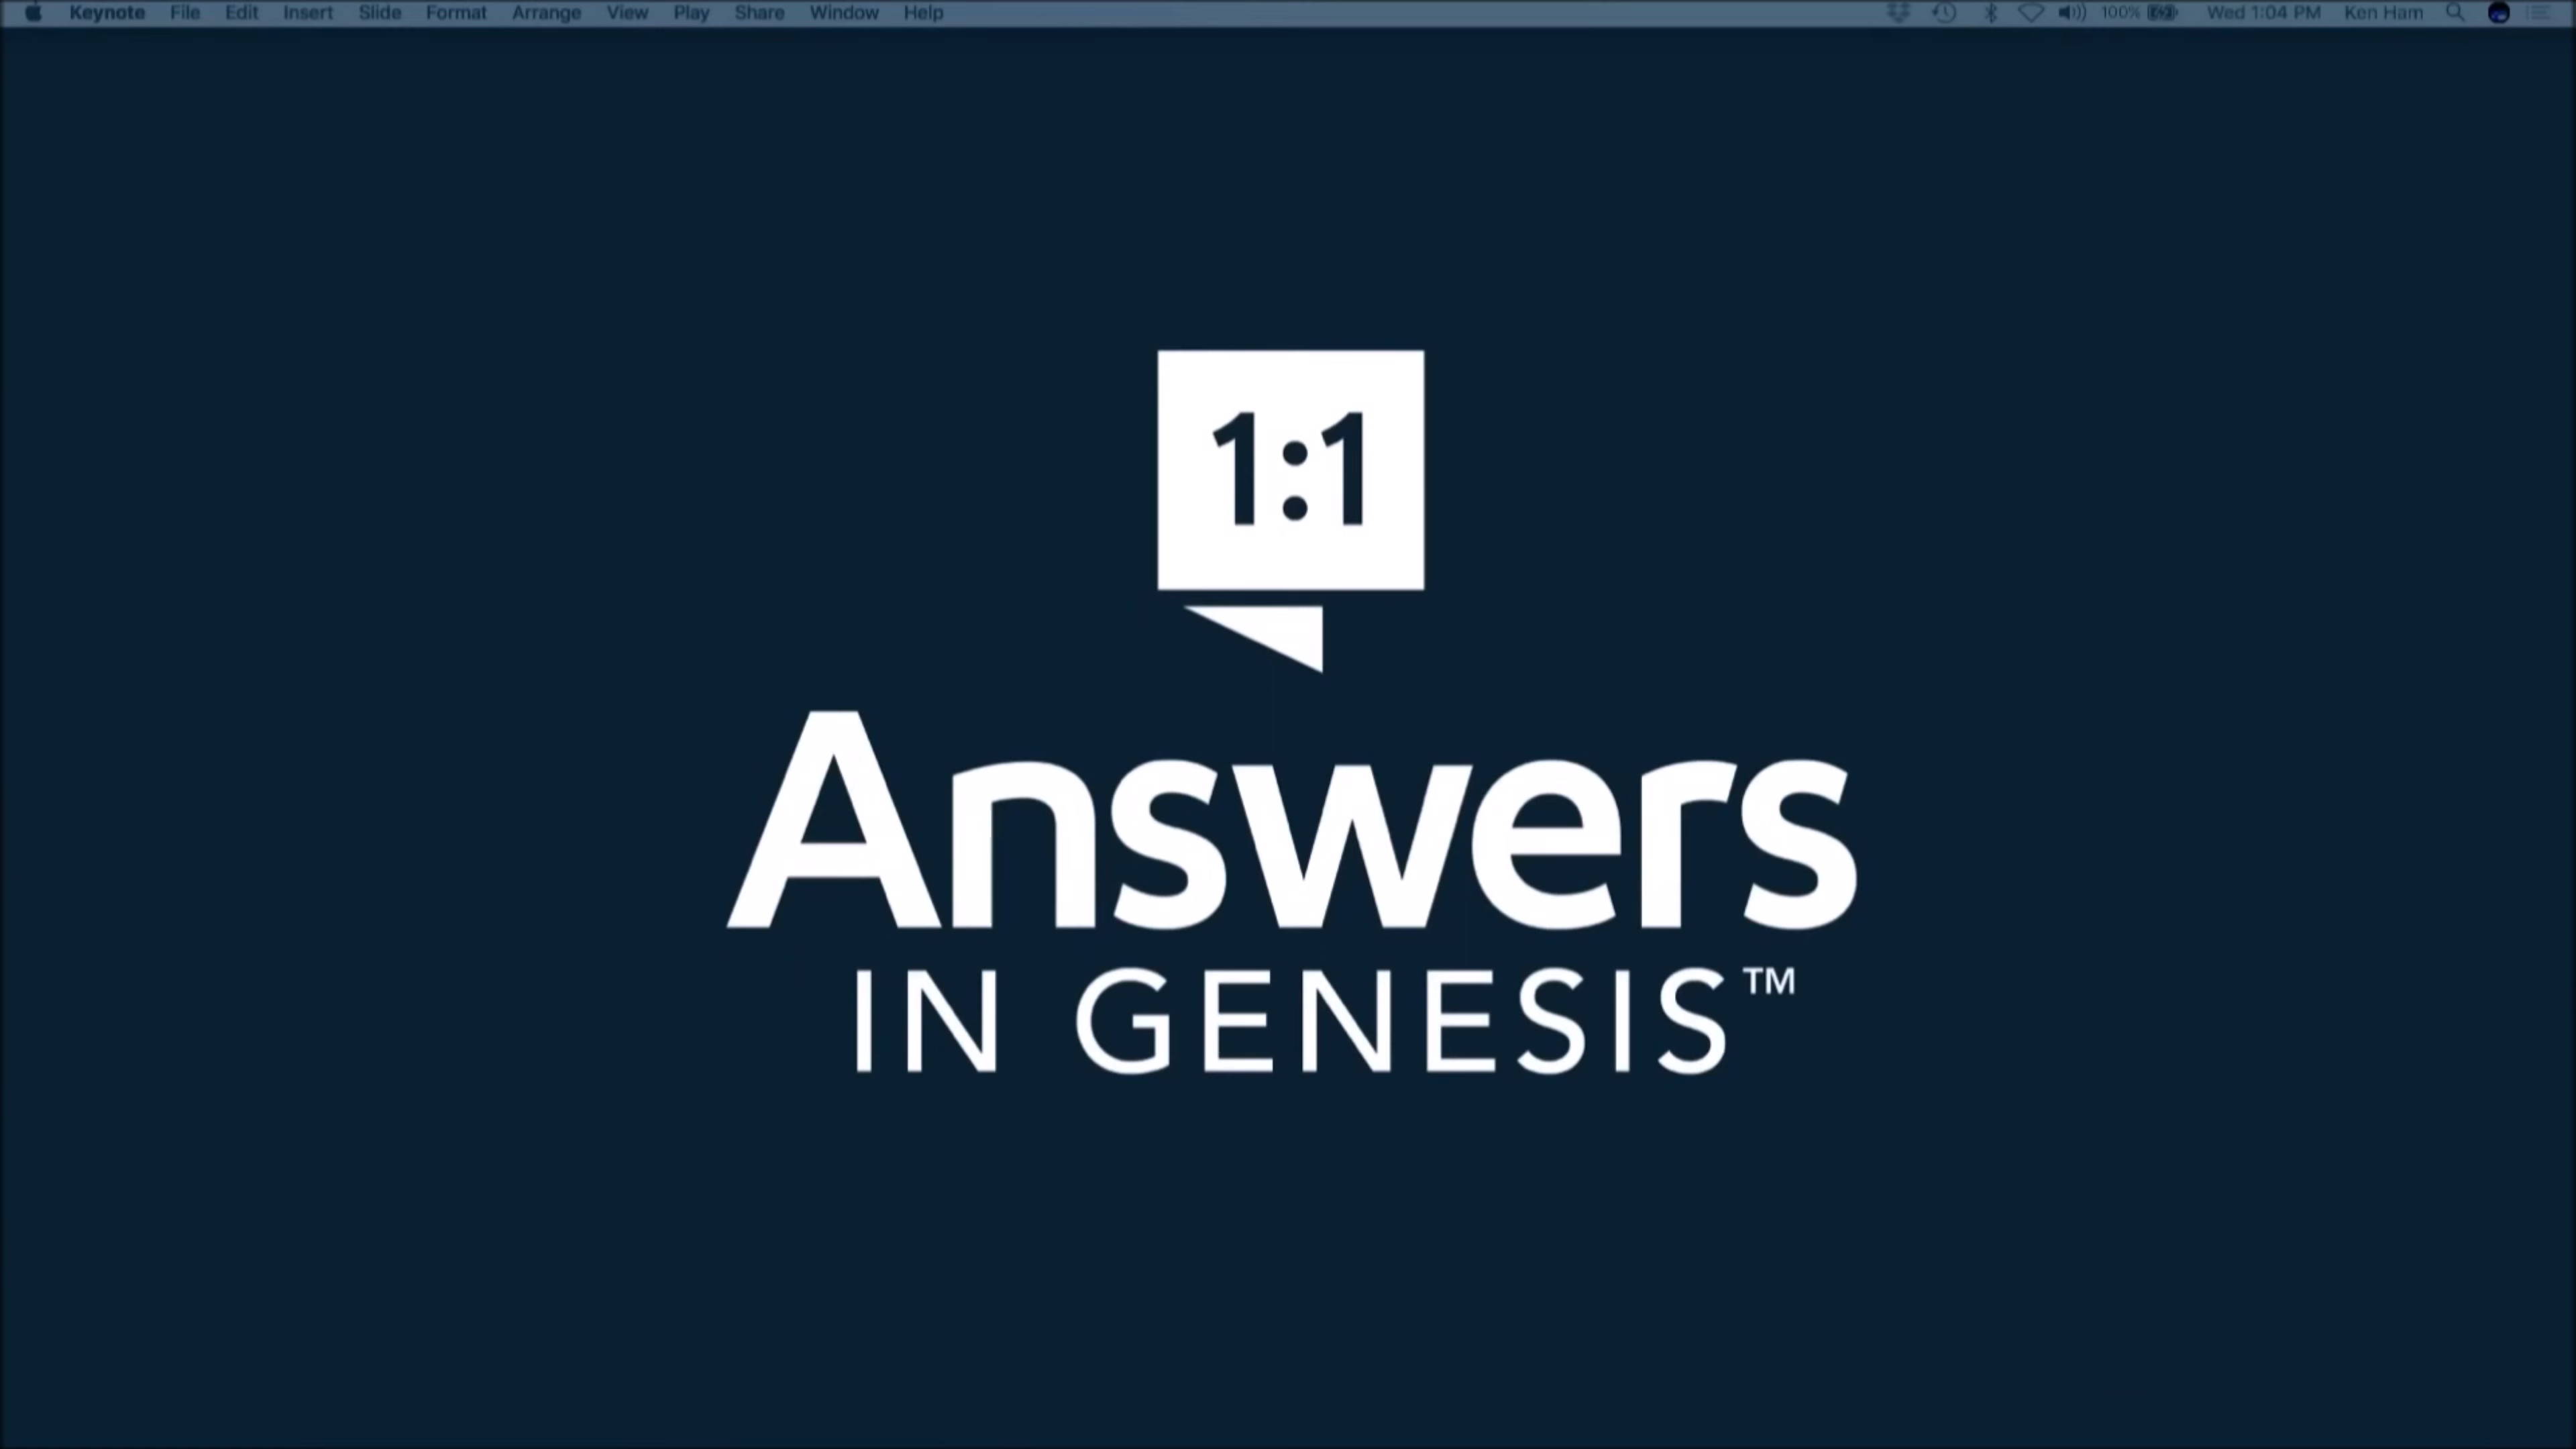 Keynote File Edit Insert Slide Format Arrange View Play Share Window Help 100% Wed 1:04 PM Ken Ham
1:1
Answers
IN GENESIS™